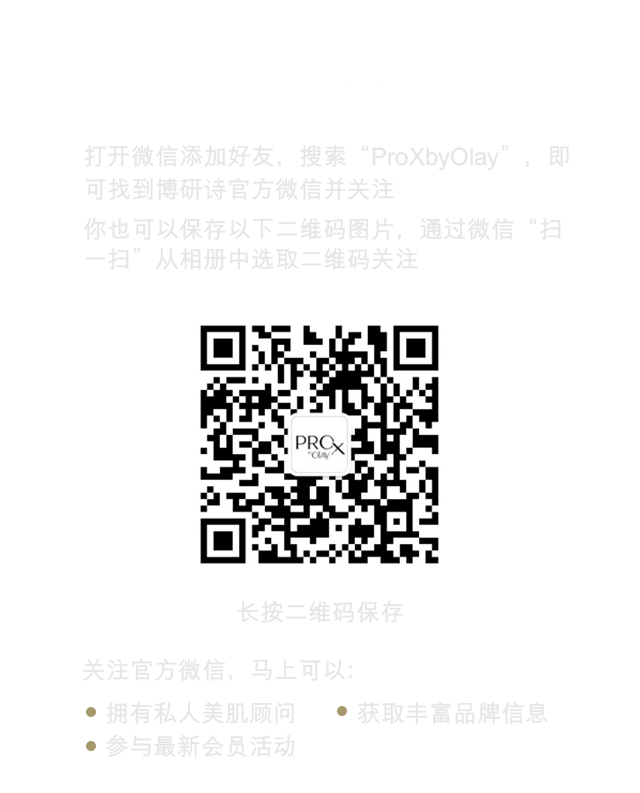 打开微信添加好友，搜索“ProXbyOlay”，即
可找到博研诗官方微信并关注
你也可以保存以下二维码图片，通过微信“扫
一扫”从相册中选取二维码关注
PROX
by OLAY
长按二维码保存
关注官方微信，马上可以：
拥有私人美肌顾问 获取丰富品牌信息
参与最新会员活动